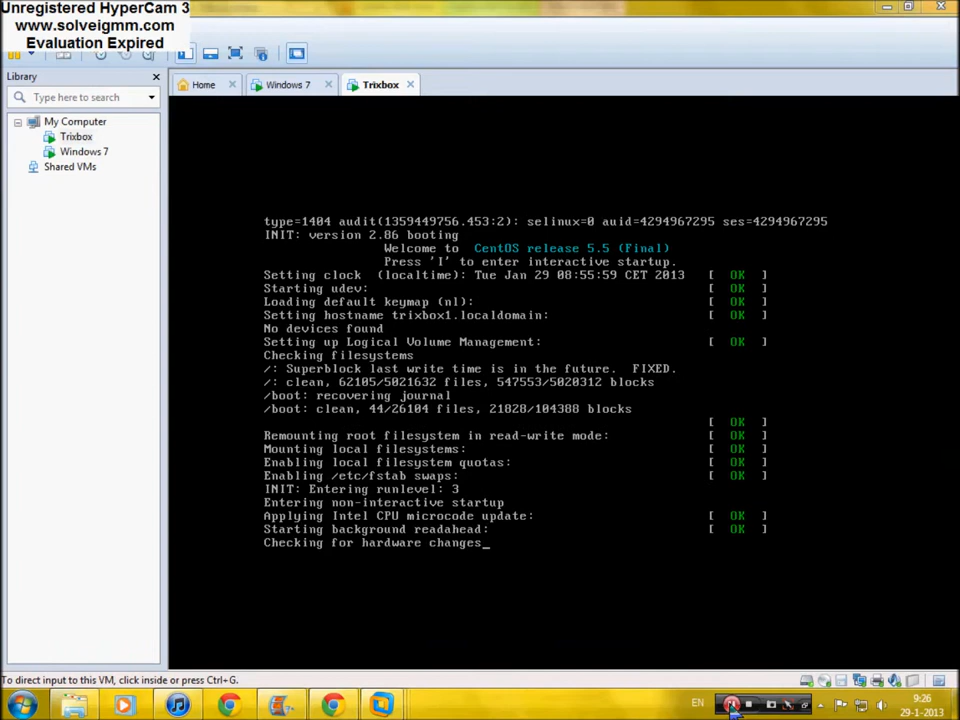 Unregistered HyperCam 3
www.solveigmm.com
Evaluation Expired
Library
Home
Windows 7
Trixbox
Type here to search
My Computer
Trixbox
Windows 7
Shared VMs
type=1404 audit(1359449756.453:2): selinux=0 auid=4294967295 ses=4294967295
INIT: version 2.86 booting
Welcome to CentOS release 5.5 (Final)
Press 'I' to enter interactive startup.
Setting clock (localtime): Tue Jan 29 08:55:59 CET 2013 [ OK ]
Starting udev: [ OK ]
Loading default keymap (nl): [ OK ]
Setting hostname trixbox1.localdomain: [ OK ]
No devices found
Setting up Logical Volume Management: [ OK ]
Checking filesystems
/: Superblock last write time is in the future. FIXED.
/: clean, 62105/5021632 files, 547553/5020312 blocks
/boot: recovering journal
/boot: clean, 44/26104 files, 21828/104388 blocks
[ OK ]
Remounting root filesystem in read-write mode: [ OK ]
Mounting local filesystems: [ OK ]
Enabling local filesystem quotas: [ OK ]
Enabling /etc/fstab swaps: [ OK ]
INIT: Entering runlevel: 3
Entering non-interactive startup
Applying Intel CPU microcode update: [ OK ]
Starting background readahead: [ OK ]
Checking for hardware changes_
To direct input to this VM, click inside or press Ctrl+G.
EN
9:26
29-1-2013